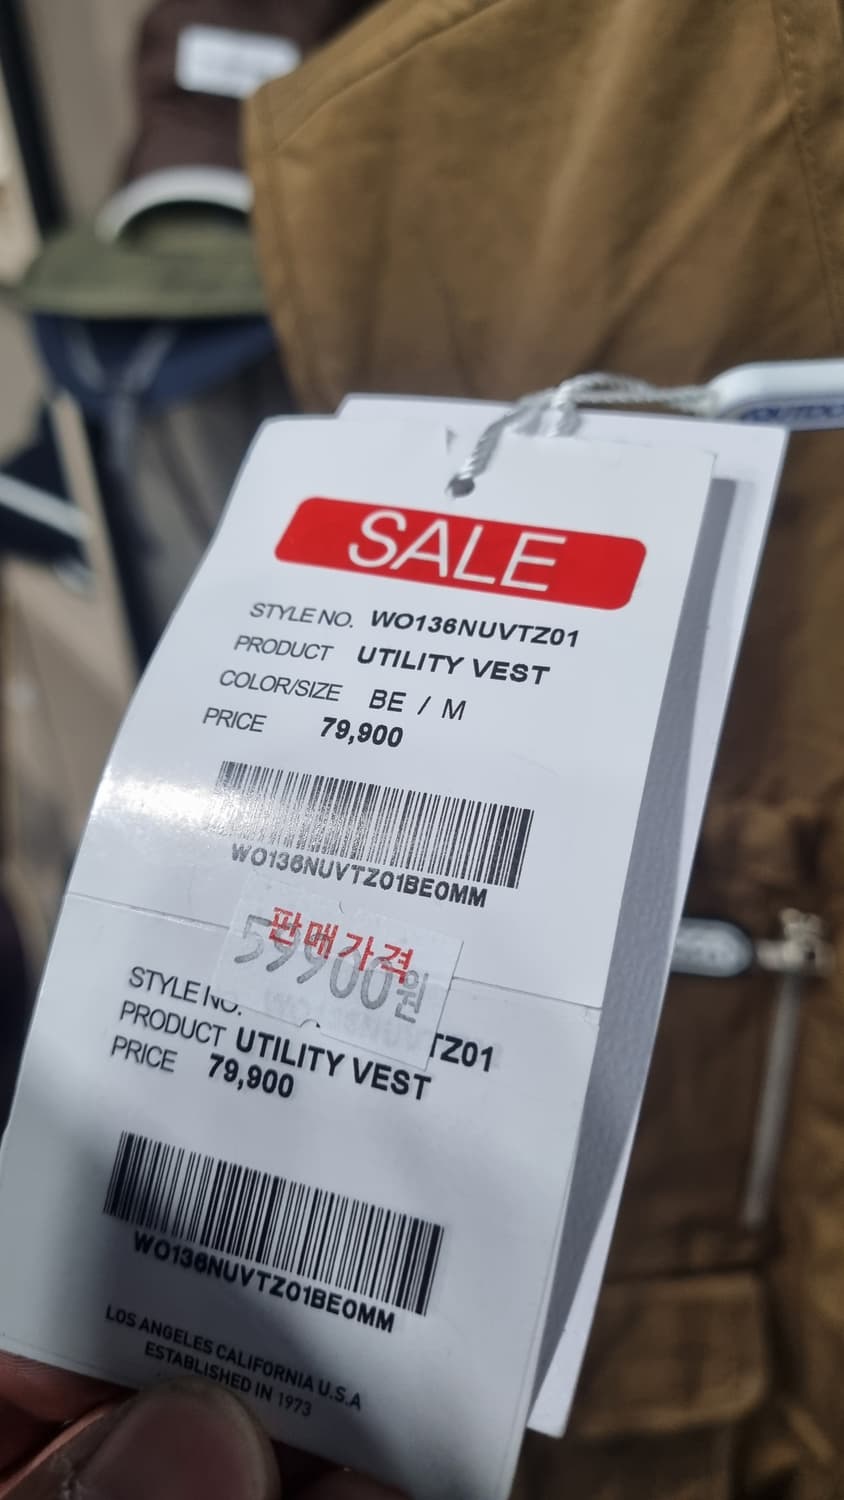 SALE
STYLE NO. WO136NUVTZ01
PRODUCT UTILITY VEST
COLOR/SIZE BE / M
PRICE 79,900
WO136NUVTZ01BE0MM
판매가격
59900원
STYLE NO. TZ01
PRODUCT UTILITY VEST
PRICE 79,900
WO136NUVTZ01BE0MM
LOS ANGELES CALIFORNIA U.S.A
ESTABLISHED IN 1973